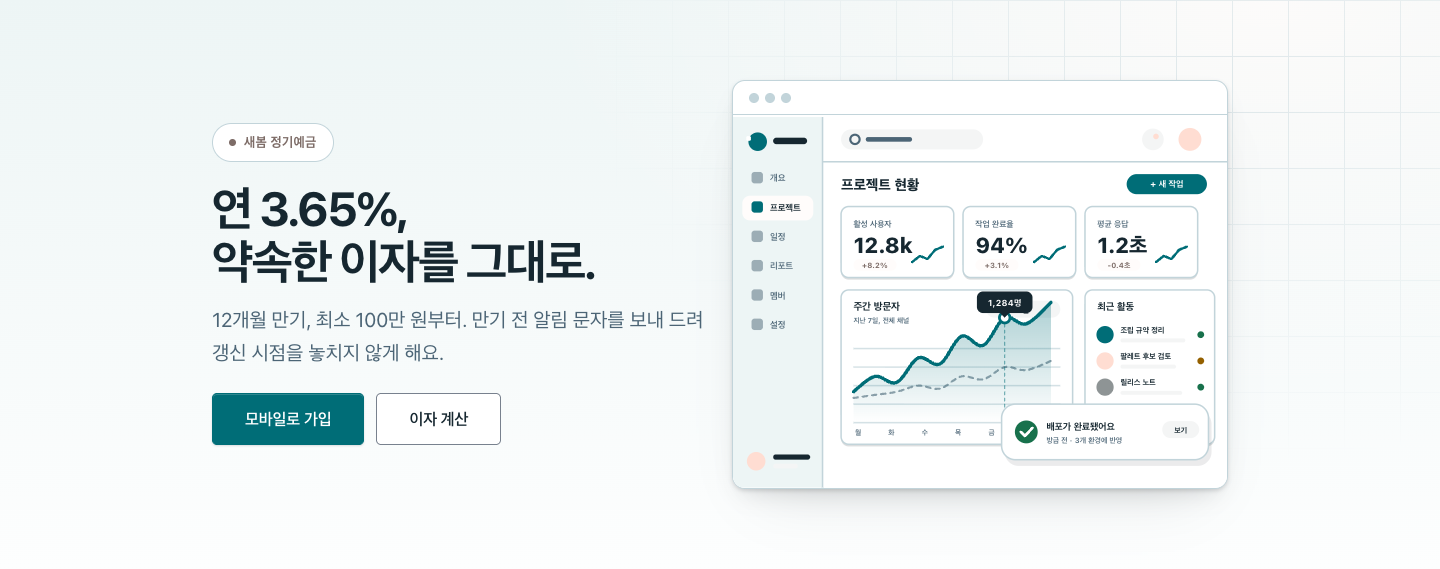 새봄 정기예금
연 3.65%,
약속한 이자를 그대로.
12개월 만기, 최소 100만 원부터. 만기 전 알림 문자를 보내 드려
갱신 시점을 놓치지 않게 해요.
모바일로 가입
이자 계산
개요
프로젝트
일정
리포트
멤버
설정
프로젝트 현황
+ 새 작업
활성 사용자
12.8k
+8.2%
작업 완료율
94%
+3.1%
평균 응답
1.2초
-0.4초
주간 방문자
지난 7일, 전체 채널
1,284명
월 화 수 목 금
최근 활동
조립 규약 정리
팔레트 후보 검토
릴리스 노트
배포가 완료됐어요
방금 전 · 3개 환경에 반영
보기